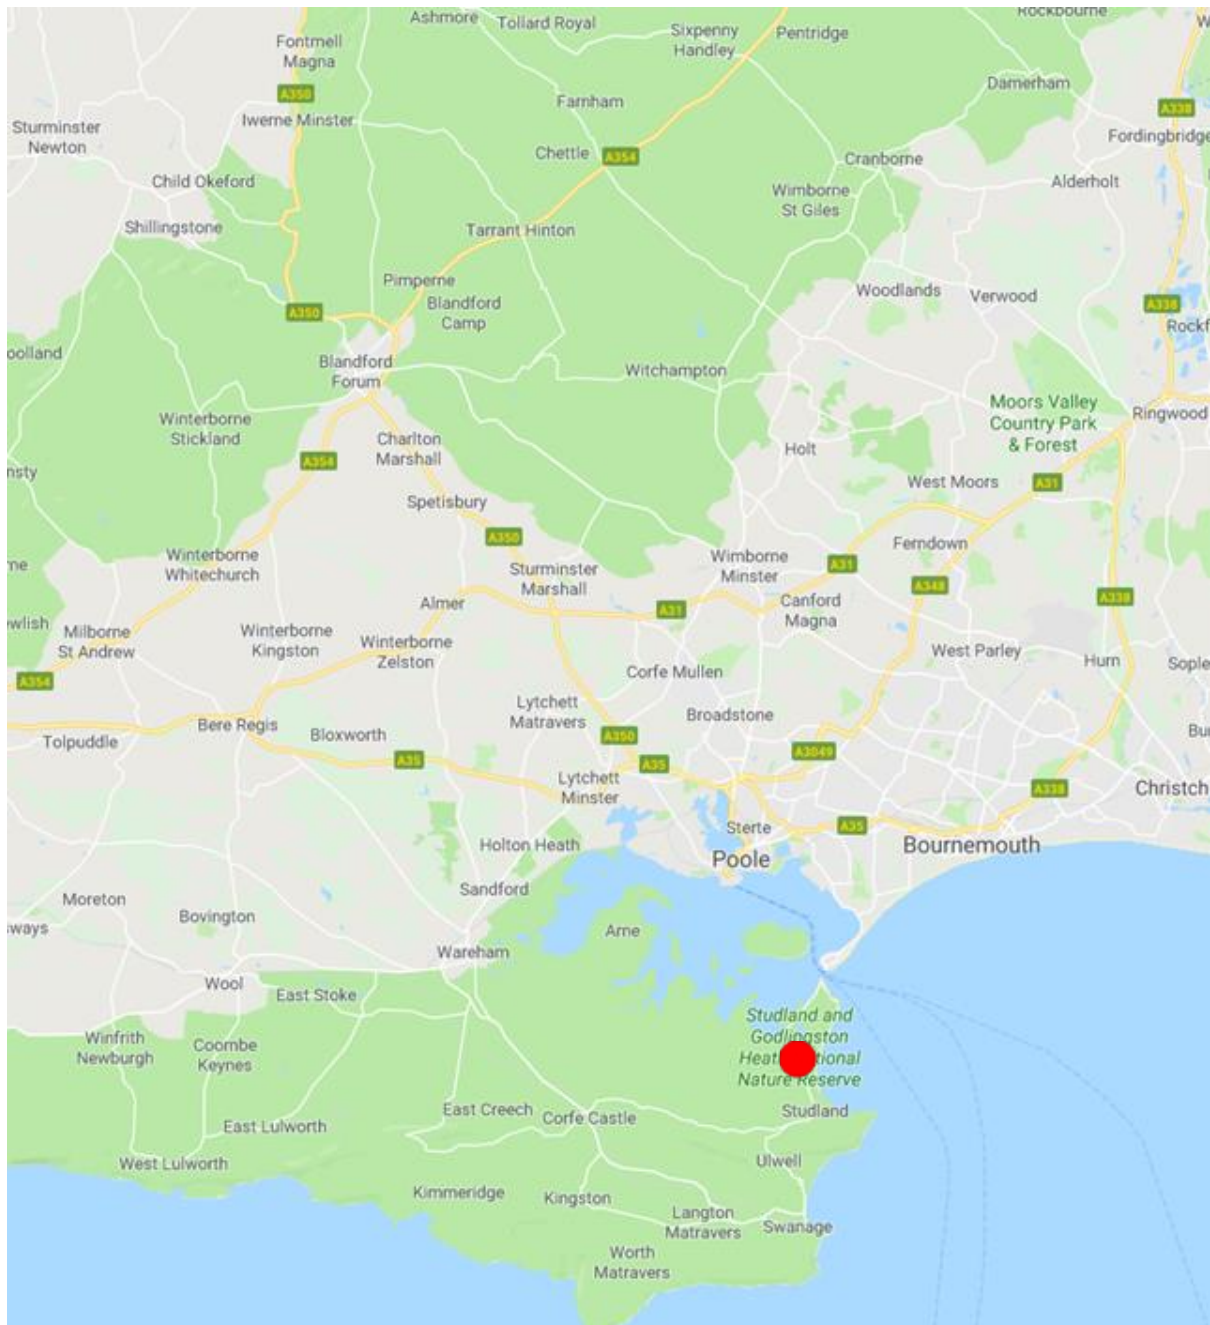 Ashmore
Tollard Royal
Sixpenny
Handley
Pentridge
Rockbourne
Fontmell
Magna
Damerham
A350
Farnham
A338
Iwerne Minster
Sturminster
Newton
Fordingbridge
Chettle
A354
Cranborne
Child Okeford
Wimborne
St Giles
Alderholt
Shillingstone
Tarrant Hinton
Pimperne
Woodlands
Verwood
Blandford
Camp
A350
A338
Rockf
oolland
Blandford
Forum
Witchampton
Moors Valley
Country Park
& Forest
Ringwood
Winterborne
Stickland
Charlton
Marshall
Holt
A354
nsty
West Moors
A31
Spetisbury
A350
Ferndown
Winterborne
Whitechurch
Sturminster
Marshall
Wimborne
Minster
A31
ne
A348
Almer
A31
Canford
Magna
A338
ewlish
Milborne
St Andrew
Winterborne
Kingston
Winterborne
Zelston
West Parley
Hurn
Sople
Corfe Mullen
A354
Lytchett
Matravers
Broadstone
Bere Regis
Bloxworth
A350
Bu
Tolpuddle
A35
A35
A3049
Lytchett
Minster
A338
Christch
Sterte
A35
Holton Heath
Poole
Bournemouth
Sandford
Moreton
Bovington
sways
Arne
Wareham
Wool
East Stoke
Studland and
Godlingston
Nature Reserve
Winfrith
Newburgh
Coombe
Keynes
East Creech
Corfe Castle
Studland
East Lulworth
West Lulworth
Ulwell
Kimmeridge
Kingston
Langton
Matravers
Swanage
Worth
Matravers